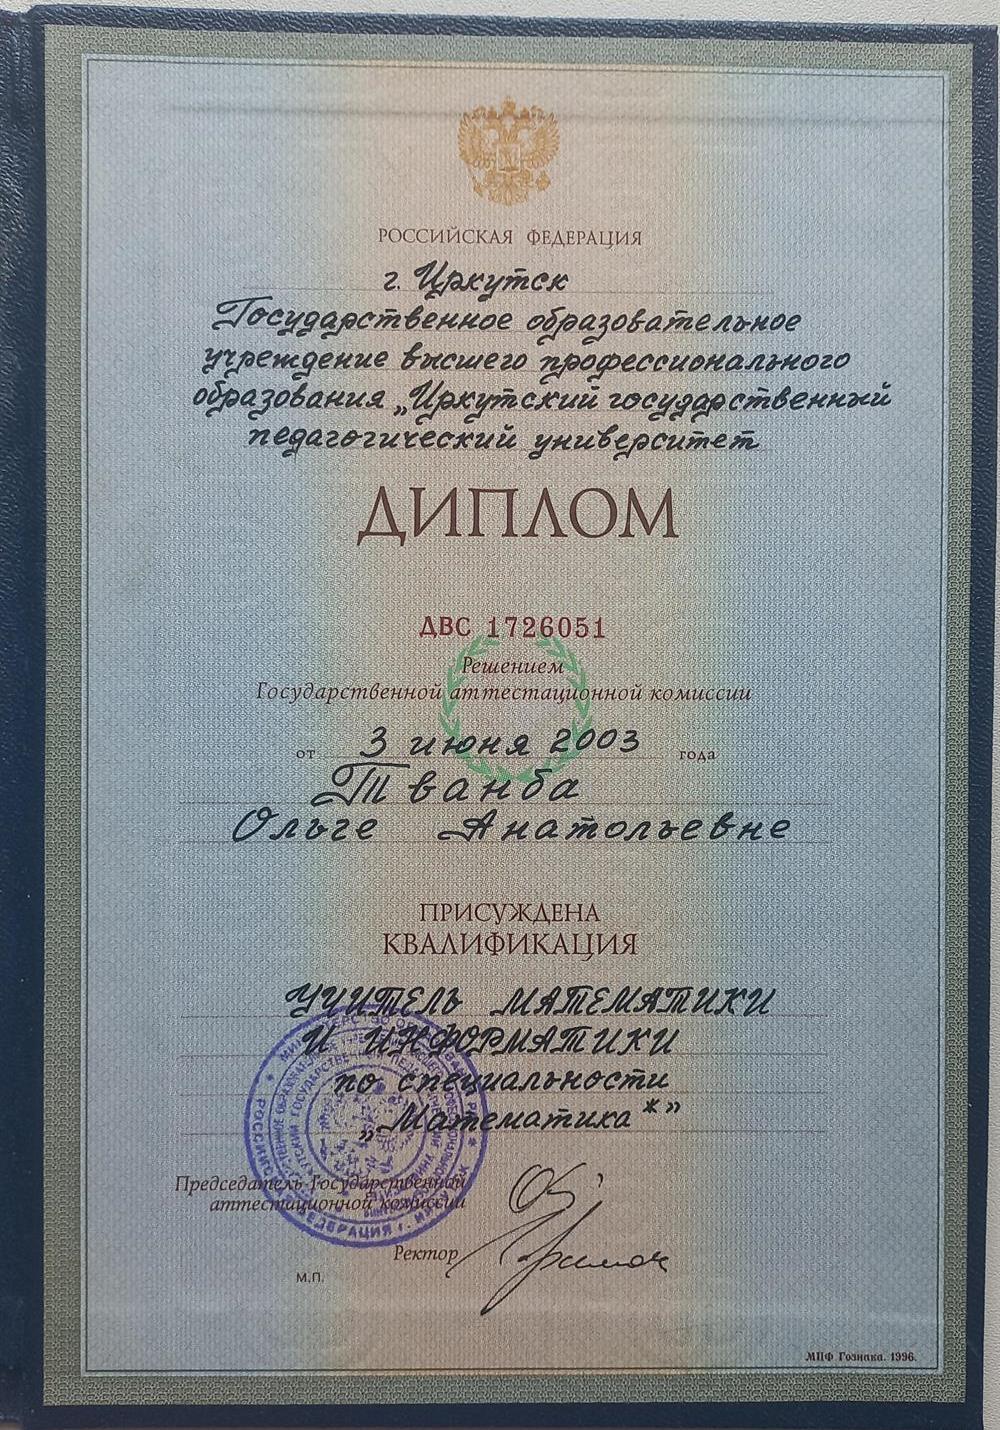 РОССИЙСКАЯ ФЕДЕРАЦИЯ
г. Иркутск
Государственное образовательное
учреждение высшего профессионального
образования „Иркутский государственный
педагогический университет
ДИПЛОМ
ДВС 1726051
Решением
Государственной аттестационной комиссии
от 3 июня 2003 года
Тванба
Ольге Анатольевне
ПРИСУЖДЕНА
КВАЛИФИКАЦИЯ
УЧИТЕЛЬ МАТЕМАТИКИ
И ИНФОРМАТИКИ
по специальности
„Математика*”
Председатель Государственной
аттестационной комиссии
Ректор
М.П.
МПФ Гознака. 1996.